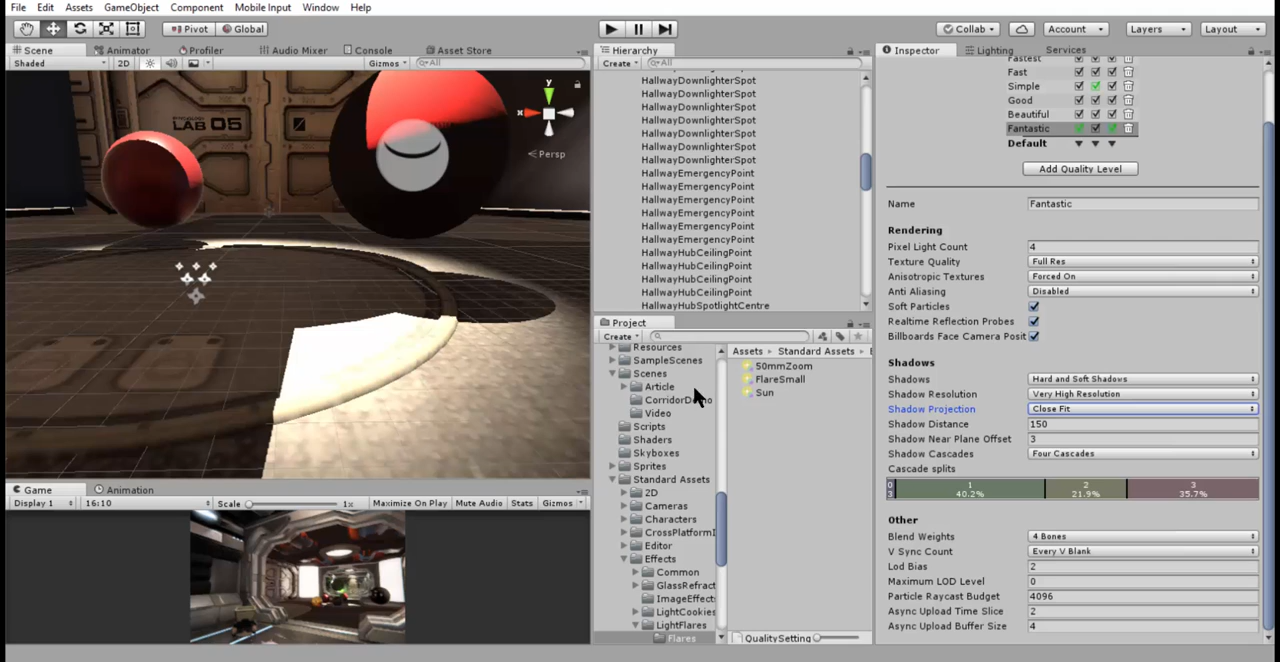 File Edit Assets GameObject Component Mobile Input Window Help
Pivot Global
Collab Account Layers Layout
Scene Animator Profiler Audio Mixer Console Asset Store
Shaded 2D Gizmos All
LAB 05
y
x
Persp
Hierarchy
Create All
HallwayDownlighterSpot
HallwayDownlighterSpot
HallwayDownlighterSpot
HallwayDownlighterSpot
HallwayDownlighterSpot
HallwayDownlighterSpot
HallwayDownlighterSpot
HallwayEmergencyPoint
HallwayEmergencyPoint
HallwayEmergencyPoint
HallwayEmergencyPoint
HallwayEmergencyPoint
HallwayEmergencyPoint
HallwayHubCeilingPoint
HallwayHubCeilingPoint
HallwayHubCeilingPoint
HallwayHubCeilingPoint
HallwayHubSpotlightCentre
Project
Create
Resources
SampleScenes
Scenes
Article
CorridorDemo
Video
Scripts
Shaders
Skyboxes
Sprites
Standard Assets
2D
Cameras
Characters
CrossPlatformI
Editor
Effects
Common
GlassRefract
ImageEffect
LightCookies
LightFlares
Flares
Assets Standard Assets
50mmZoom
FlareSmall
Sun
QualitySetting
Game Animation
Display 1 16:10 Scale 1x Maximize On Play Mute Audio Stats Gizmos
Inspector Lighting Services
Fastest
Fast
Simple
Good
Beautiful
Fantastic
Default
Add Quality Level
Name Fantastic
Rendering
Pixel Light Count 4
Texture Quality Full Res
Anisotropic Textures Forced On
Anti Aliasing Disabled
Soft Particles
Realtime Reflection Probes
Billboards Face Camera Posit
Shadows
Shadows Hard and Soft Shadows
Shadow Resolution Very High Resolution
Shadow Projection Close Fit
Shadow Distance 150
Shadow Near Plane Offset 3
Shadow Cascades Four Cascades
Cascade splits
0 1 2 3
3 40.2% 21.9% 35.7%
Other
Blend Weights 4 Bones
V Sync Count Every V Blank
Lod Bias 2
Maximum LOD Level 0
Particle Raycast Budget 4096
Async Upload Time Slice 2
Async Upload Buffer Size 4